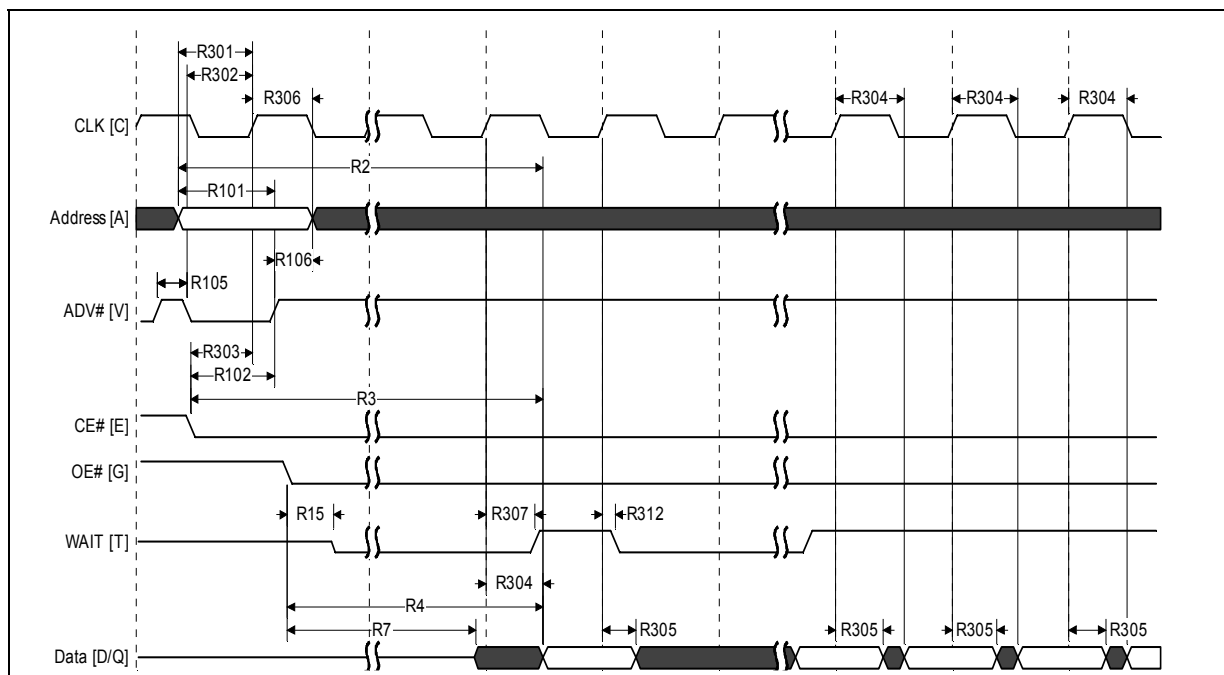 R301
R302
R306
R304 R304 R304
CLK [C]
R2
R101
Address [A]
R106
R105
ADV# [V]
R303
R102
R3
CE# [E]
OE# [G]
R15 R307 R312
WAIT [T]
R304
R4
R7 R305 R305 R305 R305
Data [D/Q]